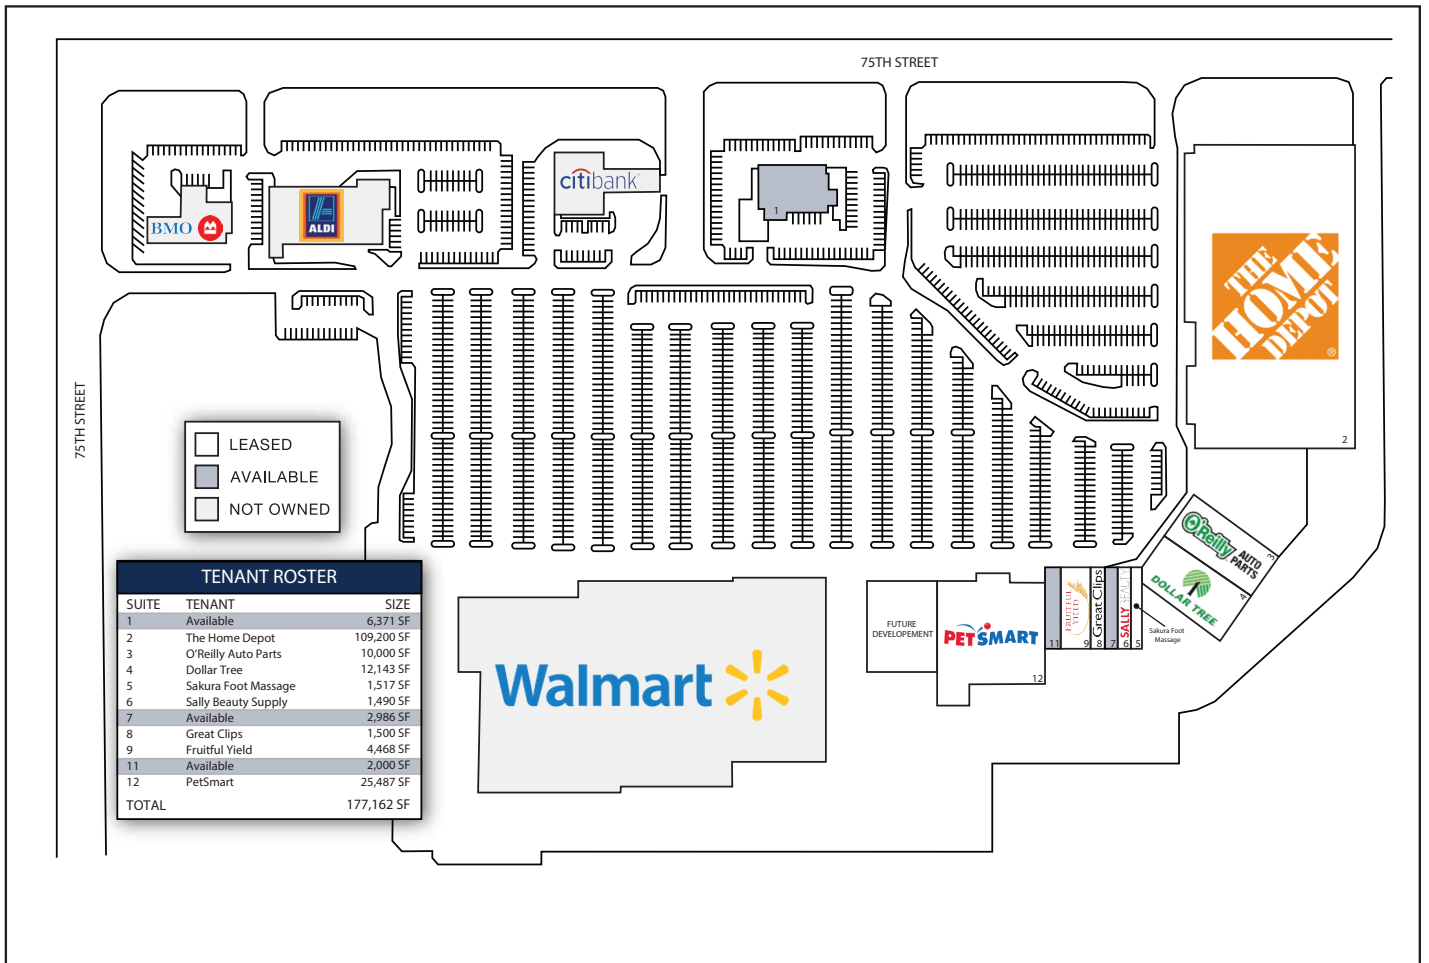 75TH STREET
BMO
ALDI
citibank
1
THE
HOME
DEPOT
®
2
75TH STREET
LEASED
AVAILABLE
NOT OWNED
O'Reilly
AUTO
PARTS
3
DOLLAR TREE
4
TENANT ROSTER
SUITE TENANT SIZE
1 Available 6,371 SF
2 The Home Depot 109,200 SF
3 O'Reilly Auto Parts 10,000 SF
4 Dollar Tree 12,143 SF
5 Sakura Foot Massage 1,517 SF
6 Sally Beauty Supply 1,490 SF
7 Available 2,986 SF
8 Great Clips 1,500 SF
9 Fruitful Yield 4,468 SF
11 Available 2,000 SF
12 PetSmart 25,487 SF
TOTAL 177,162 SF
Walmart
FUTURE
DEVELOPEMENT
PETSMART
12
11
FRUITFUL
YIELD
9
Great Clips
8
7
SALLY BEAUTY
6
5
Sakura Foot
Massage